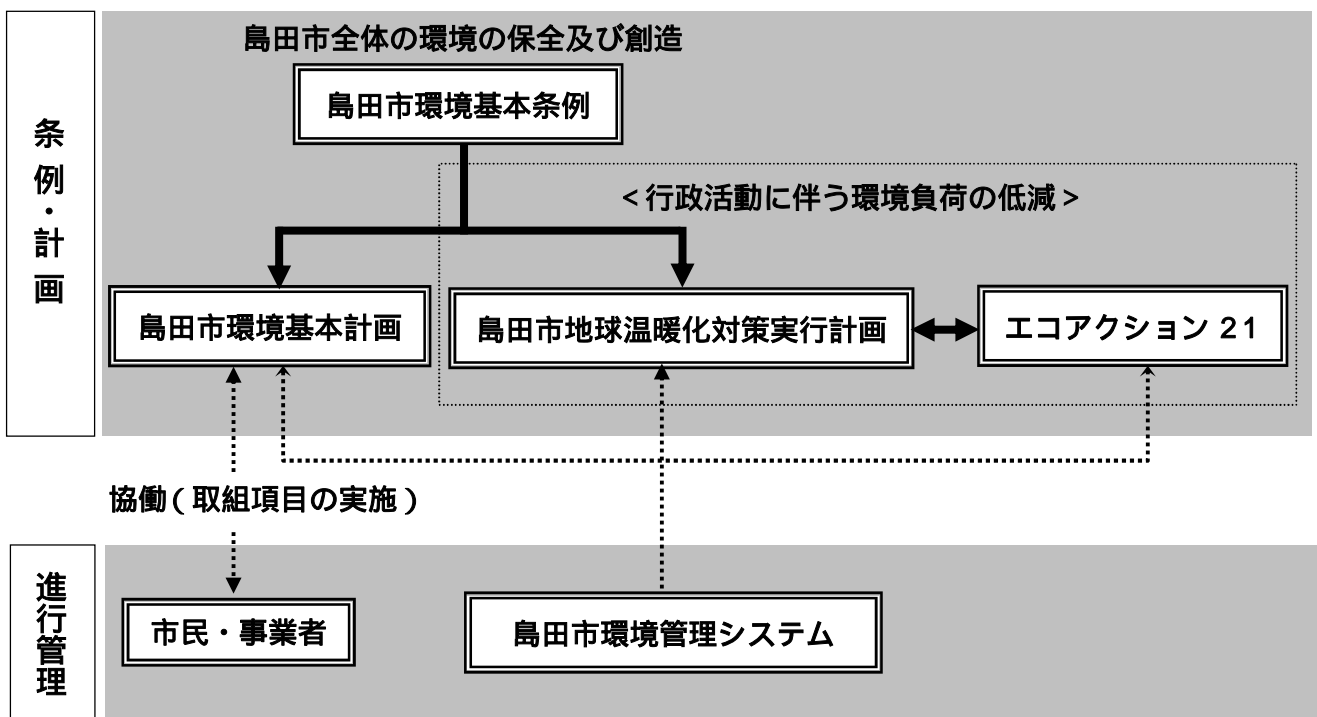 条例・計画
島田市全体の環境の保全及び創造
島田市環境基本条例
＜行政活動に伴う環境負荷の低減＞
島田市環境基本計画
島田市地球温暖化対策実行計画
エコアクション 21
協働（取組項目の実施）
進行管理
市民・事業者
島田市環境管理システム